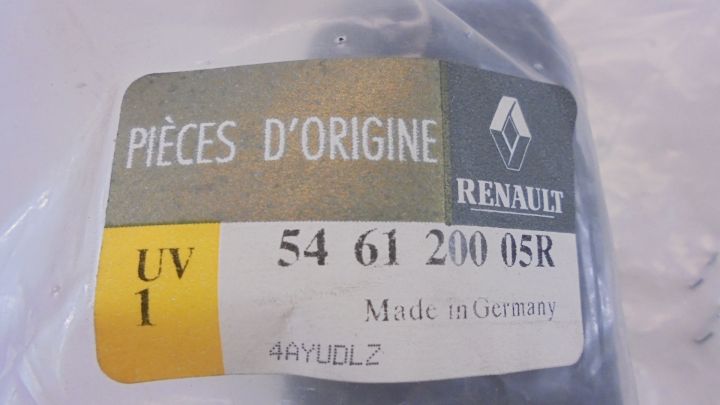 PIÈCES D'ORIGINE
RENAULT
UV
1
54 61 200 05R
Made in Germany
4AYUDLZ